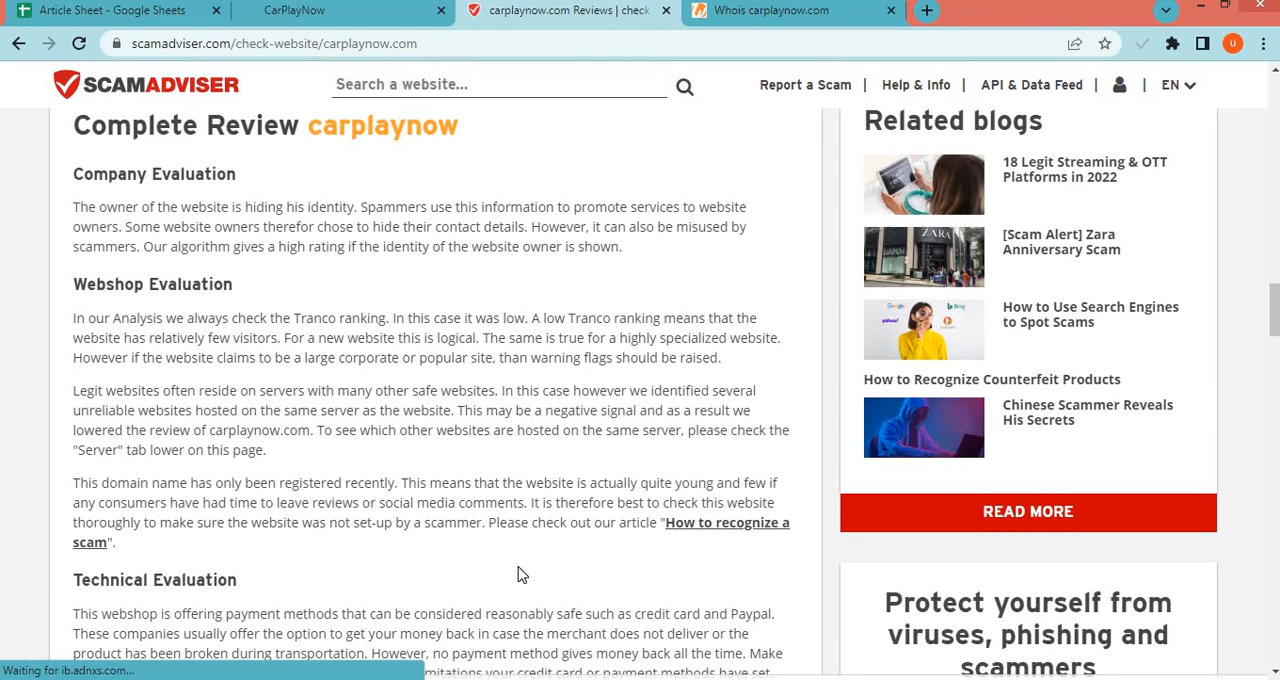 Article Sheet - Google Sheets
CarPlayNow
carplaynow.com Reviews | check
Whois carplaynow.com
scamadviser.com/check-website/carplaynow.com
u
SCAMADVISER
Search a website...
Report a Scam | Help & Info | API & Data Feed | | EN
Complete Review carplaynow
Company Evaluation
The owner of the website is hiding his identity. Spammers use this information to promote services to website
owners. Some website owners therefor chose to hide their contact details. However, it can also be misused by
scammers. Our algorithm gives a high rating if the identity of the website owner is shown.
Webshop Evaluation
In our Analysis we always check the Tranco ranking. In this case it was low. A low Tranco ranking means that the
website has relatively few visitors. For a new website this is logical. The same is true for a highly specialized website.
However if the website claims to be a large corporate or popular site, than warning flags should be raised.
Legit websites often reside on servers with many other safe websites. In this case however we identified several
unreliable websites hosted on the same server as the website. This may be a negative signal and as a result we
lowered the review of carplaynow.com. To see which other websites are hosted on the same server, please check the
"Server" tab lower on this page.
This domain name has only been registered recently. This means that the website is actually quite young and few if
any consumers have had time to leave reviews or social media comments. It is therefore best to check this website
thoroughly to make sure the website was not set-up by a scammer. Please check out our article "How to recognize a
scam".
Technical Evaluation
This webshop is offering payment methods that can be considered reasonably safe such as credit card and Paypal.
These companies usually offer the option to get your money back in case the merchant does not deliver or the
product has been broken during transportation. However, no payment method gives money back all the time. Make
mitations your credit card or payment methods have set.
Waiting for ib.adnxs.com...
Related blogs
18 Legit Streaming & OTT
Platforms in 2022
ZARA
[Scam Alert] Zara
Anniversary Scam
Google
Bing
yahoo!
How to Use Search Engines
to Spot Scams
How to Recognize Counterfeit Products
Chinese Scammer Reveals
His Secrets
READ MORE
Protect yourself from
viruses, phishing and
scammers